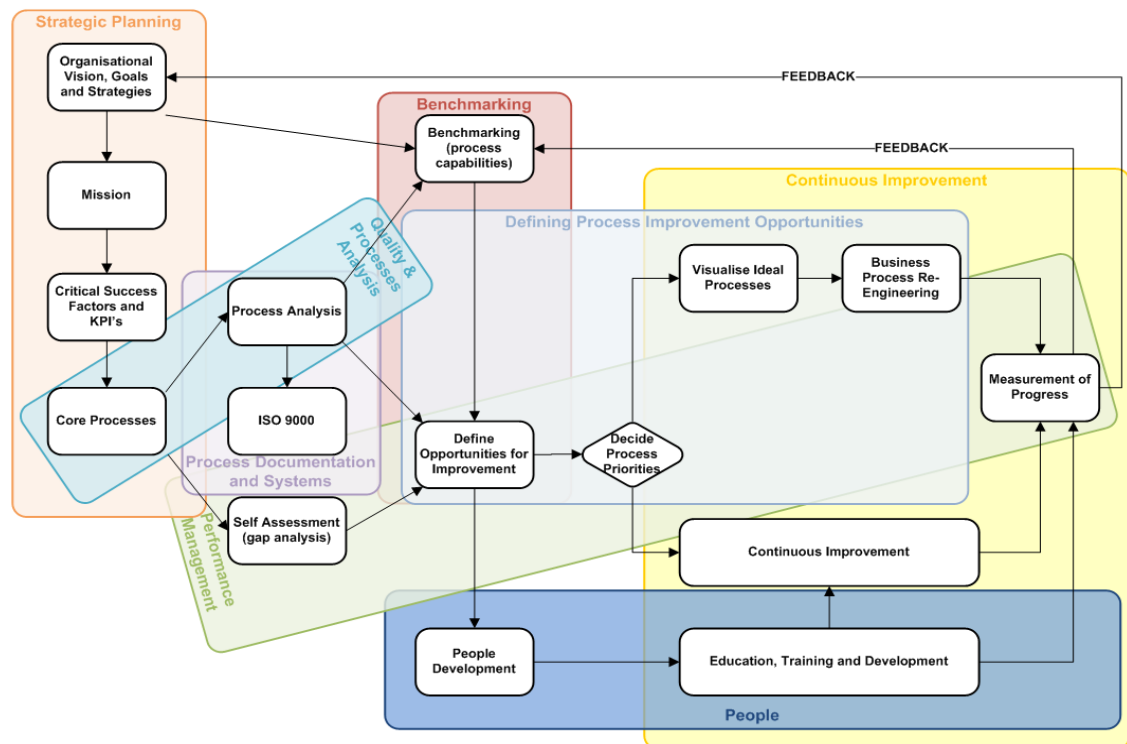 Strategic Planning
Organisational
Vision, Goals
and Strategies
FEEDBACK
Benchmarking
Benchmarking
(process
capabilities)
FEEDBACK
Mission
Continuous Improvement
Quality &
Processes
Analysis
Defining Process Improvement Opportunities
Visualise Ideal
Processes
Business
Process Re-
Engineering
Critical Success
Factors and
KPI's
Process Analysis
Measurement of
Progress
Core Processes
ISO 9000
Define
Opportunities for
Improvement
Decide
Process
Priorities
Process Documentation
and Systems
Self Assessment
(gap analysis)
Performance
Management
Continuous Improvement
People
Development
Education, Training and Development
People